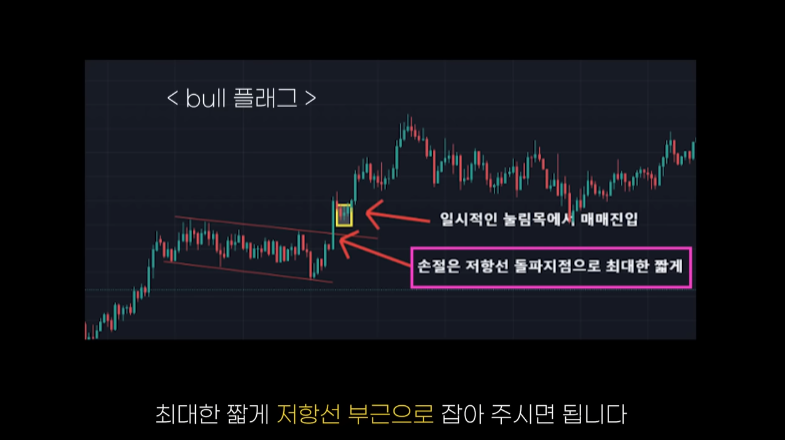 < bull 플래그 >
일시적인 눌림목에서 매매진입
손절은 저항선 돌파지점으로 최대한 짧게
최대한 짧게 저항선 부근으로 잡아 주시면 됩니다